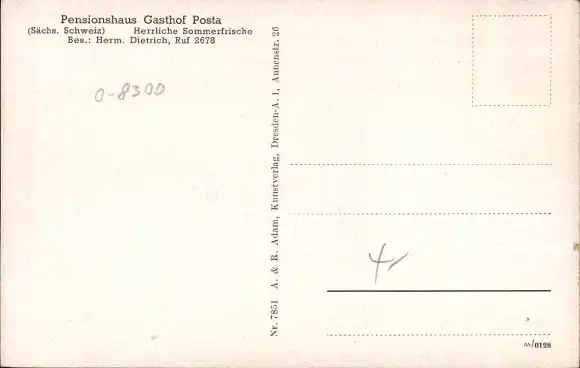 Pensionshaus Gasthof Posta
(Sächs. Schweiz) Herrliche Sommerfrische
Bes.: Herm. Dietrich, Ruf 2678
0-8300
Nr. 7851 A. & R. Adam, Kunstverlag, Dresden-A. 1, Annenstr. 26
/0128